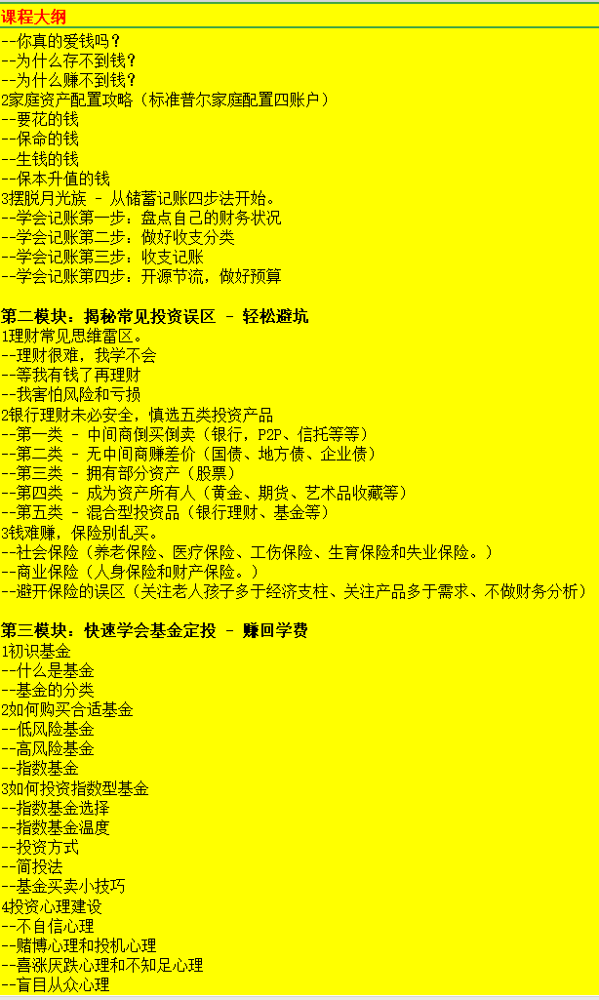 课程大纲
--你真的爱钱吗?
--为什么存不到钱?
--为什么赚不到钱?
2家庭资产配置攻略（标准普尔家庭配置四账户）
--要花的钱
--保命的钱
--生钱的钱
--保本升值的钱
3摆脱月光族 - 从储蓄记账四步法开始。
--学会记账第一步：盘点自己的财务状况
--学会记账第二步：做好收支分类
--学会记账第三步：收支记账
--学会记账第四步：开源节流，做好预算
第二模块：揭秘常见投资误区 - 轻松避坑
1理财常见思维雷区。
--理财很难，我学不会
--等我有钱了再理财
--我害怕风险和亏损
2银行理财未必安全，慎选五类投资产品
--第一类 - 中间商倒买倒卖（银行，P2P、信托等等）
--第二类 - 无中间商赚差价（国债、地方债、企业债）
--第三类 - 拥有部分资产（股票）
--第四类 - 成为资产所有人（黄金、期货、艺术品收藏等）
--第五类 - 混合型投资品（银行理财、基金等）
3钱难赚，保险别乱买。
--社会保险（养老保险、医疗保险、工伤保险、生育保险和失业保险。）
--商业保险（人身保险和财产保险。）
--避开保险的误区（关注老人孩子多于经济支柱、关注产品多于需求、不做财务分析）
第三模块：快速学会基金定投 - 赚回学费
1初识基金
--什么是基金
--基金的分类
2如何购买合适基金
--低风险基金
--高风险基金
--指数基金
3如何投资指数型基金
--指数基金选择
--指数基金温度
--投资方式
--简投法
--基金买卖小技巧
4投资心理建设
--不自信心理
--赌博心理和投机心理
--喜涨厌跌心理和不知足心理
--盲目从众心理